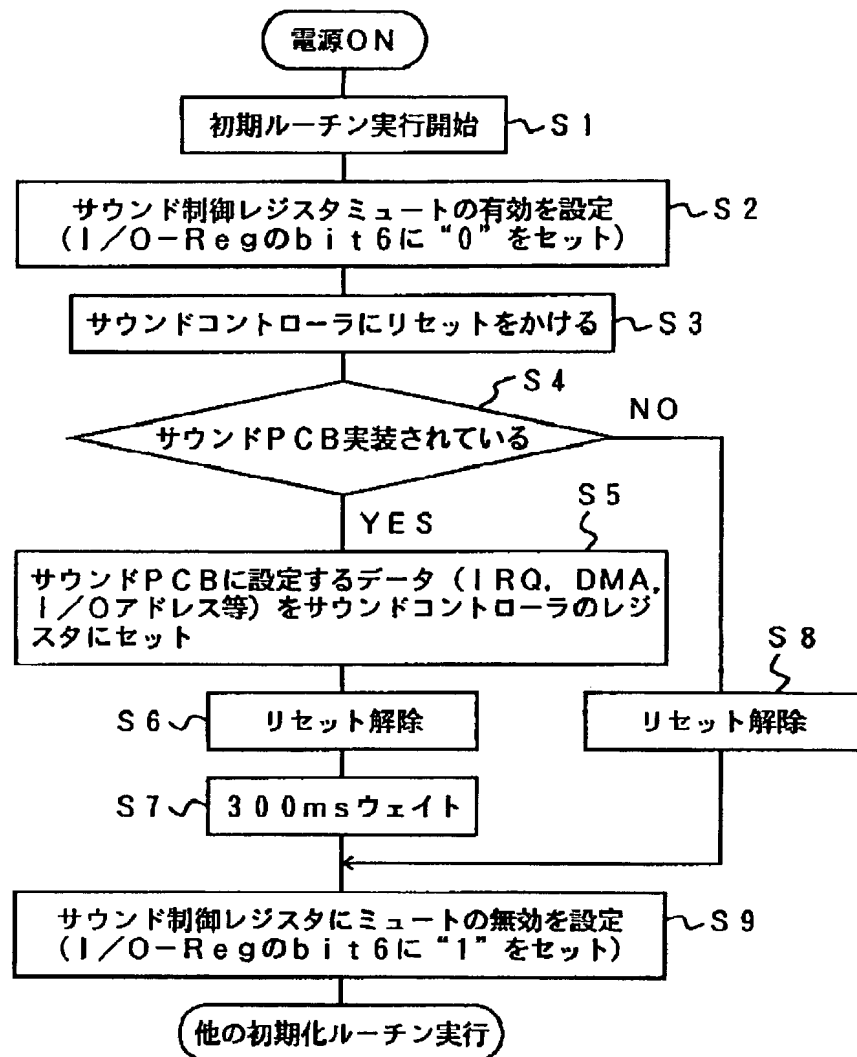 電源ON
初期ルーチン実行開始
S1
サウンド制御レジスタミュートの有効を設定
(I/O-Regのbit6に“0”をセット)
S2
サウンドコントローラにリセットをかける
S3
S4
サウンドPCB実装されている
NO
YES
S5
サウンドPCBに設定するデータ(IRQ,DMA,
I/Oアドレス等)をサウンドコントローラのレジ
スタにセット
S6
リセット解除
S8
リセット解除
S7
300msウェイト
サウンド制御レジスタにミュートの無効を設定
(I/O-Regのbit6に“1”をセット)
S9
他の初期化ルーチン実行